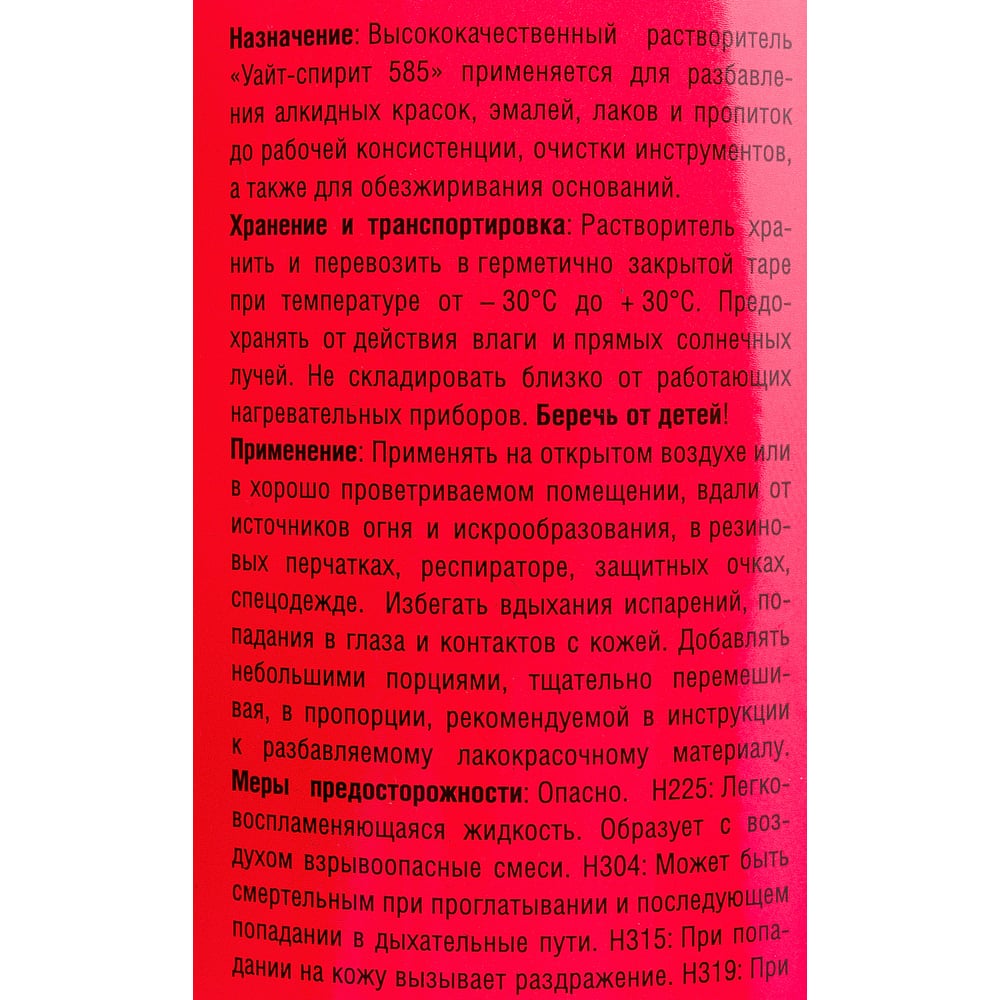 Назначение: Высококачественный растворитель
«Уайт-спирит 585» применяется для разбавле-
ния алкидных красок, эмалей, лаков и пропиток
до рабочей консистенции, очистки инструментов,
а также для обезжиривания оснований.
Хранение и транспортировка: Растворитель хра-
нить и перевозить в герметично закрытой таре
при температуре от – 30°С до + 30°С. Предо-
хранять от действия влаги и прямых солнечных
лучей. Не складировать близко от работающих
нагревательных приборов. Беречь от детей!
Применение: Применять на открытом воздухе или
в хорошо проветриваемом помещении, вдали от
источников огня и искрообразования, в резино-
вых перчатках, респираторе, защитных очках,
спецодежде. Избегать вдыхания испарений, по-
падания в глаза и контактов с кожей. Добавлять
небольшими порциями, тщательно перемеши-
вая, в пропорции, рекомендуемой в инструкции
к разбавляемому лакокрасочному материалу.
Меры предосторожности: Опасно. H225: Легко-
воспламеняющаяся жидкость. Образует с воз-
духом взрывоопасные смеси. H304: Может быть
смертельным при проглатывании и последующем
попадании в дыхательные пути. H315: При попа-
дании на кожу вызывает раздражение. H319: При